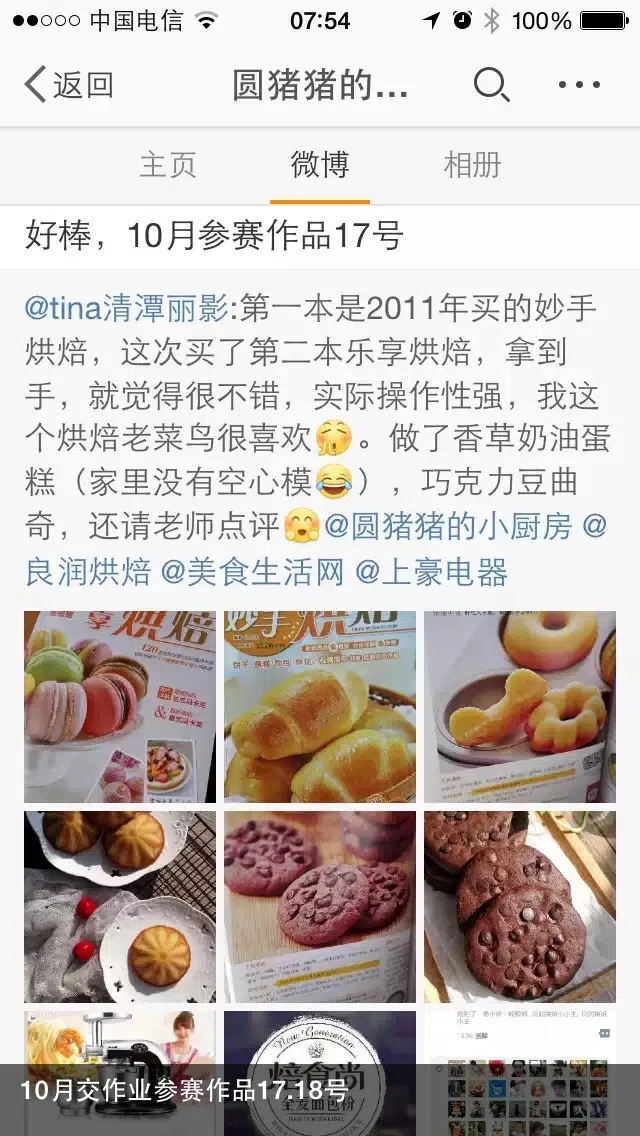 中国电信
07:54
100%
返回
圆猪猪的...
主页
微博
相册
好棒，10月参赛作品17号
@tina清潭丽影:第一本是2011年买的妙手
烘焙，这次买了第二本乐享烘焙，拿到
手，就觉得很不错，实际操作性强，我这
个烘焙老菜鸟很喜欢。做了香草奶油蛋
糕（家里没有空心模），巧克力豆曲
奇，还请老师点评@圆猪猪的小厨房 @
良润烘焙 @美食生活网 @上豪电器
享烘焙
妙手烘焙
New Generation
焙食尚
全麦面包粉
10月交作业参赛作品17.18号